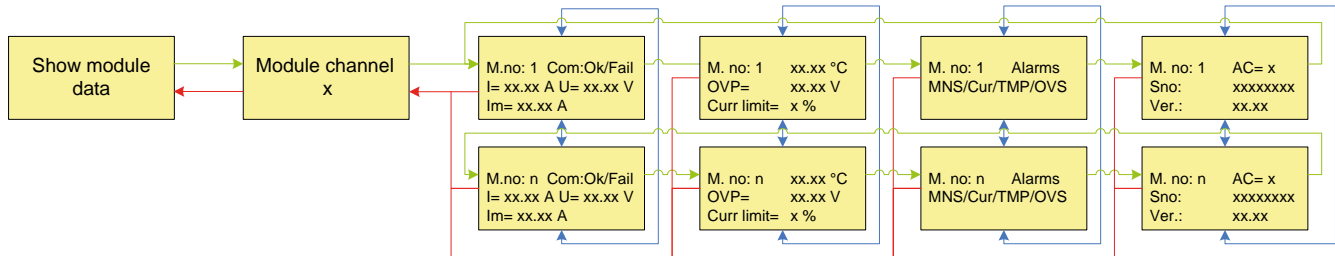 Show module
data
Module channel
x
M.no: 1 Com:Ok/Fail
I= xx.xx A U= xx.xx V
Im= xx.xx A
M. no: 1 xx.xx °C
OVP= xx.xx V
Curr limit= x %
M. no: 1 Alarms
MNS/Cur/TMP/OVS
M. no: 1 AC= x
Sno: xxxxxxxx
Ver.: xx.xx
M.no: n Com:Ok/Fail
I= xx.xx A U= xx.xx V
Im= xx.xx A
M. no: n xx.xx °C
OVP= xx.xx V
Curr limit= x %
M. no: n Alarms
MNS/Cur/TMP/OVS
M. no: n AC= x
Sno: xxxxxxxx
Ver.: xx.xx